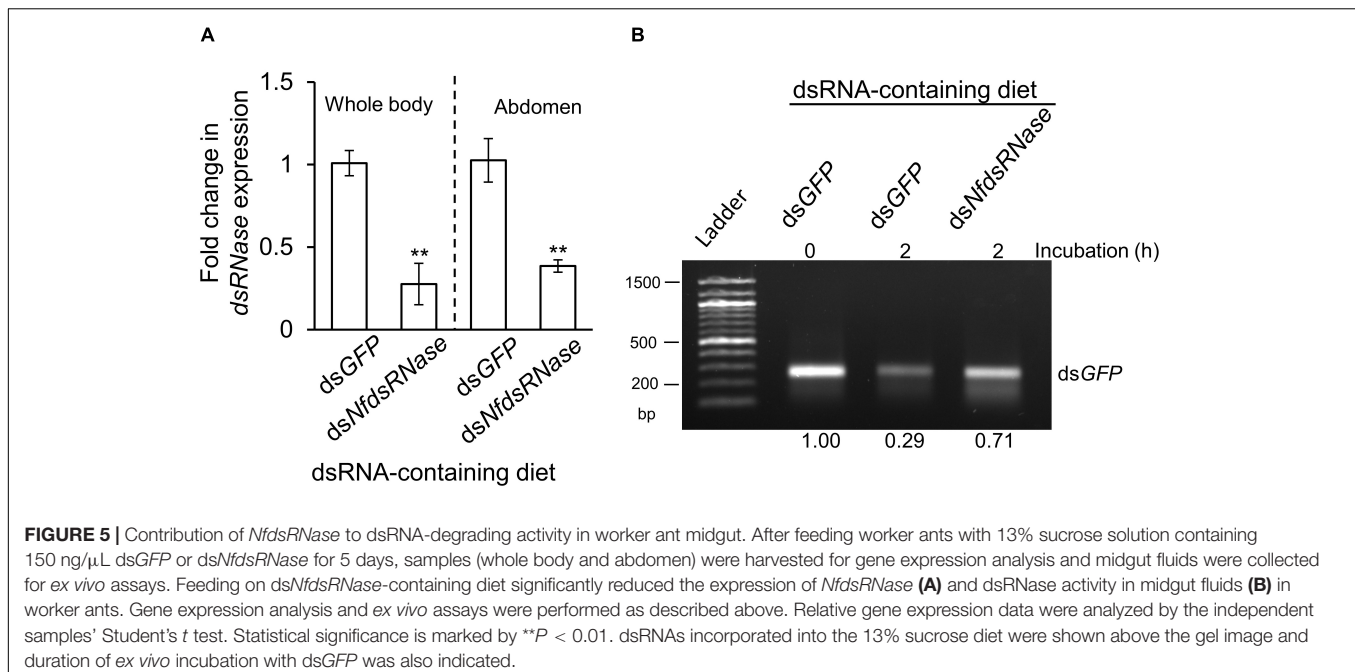 A
Fold change in
dsRNase expression
1.5
1
0.5
0
Whole body
Abdomen
**
**
dsGFP
dsNfdsRNase
dsGFP
dsNfdsRNase
dsRNA-containing diet
B
dsRNA-containing diet
Ladder
dsGFP
dsGFP
dsNfdsRNase
0 2 2 Incubation (h)
1500
500
200
bp
dsGFP
1.00 0.29 0.71
FIGURE 5 | Contribution of NfdsRNase to dsRNA-degrading activity in worker ant midgut. After feeding worker ants with 13% sucrose solution containing
150 ng/μL dsGFP or dsNfdsRNase for 5 days, samples (whole body and abdomen) were harvested for gene expression analysis and midgut fluids were collected
for ex vivo assays. Feeding on dsNfdsRNase-containing diet significantly reduced the expression of NfdsRNase (A) and dsRNase activity in midgut fluids (B) in
worker ants. Gene expression analysis and ex vivo assays were performed as described above. Relative gene expression data were analyzed by the independent
samples' Student's t test. Statistical significance is marked by **P < 0.01. dsRNAs incorporated into the 13% sucrose diet were shown above the gel image and
duration of ex vivo incubation with dsGFP was also indicated.